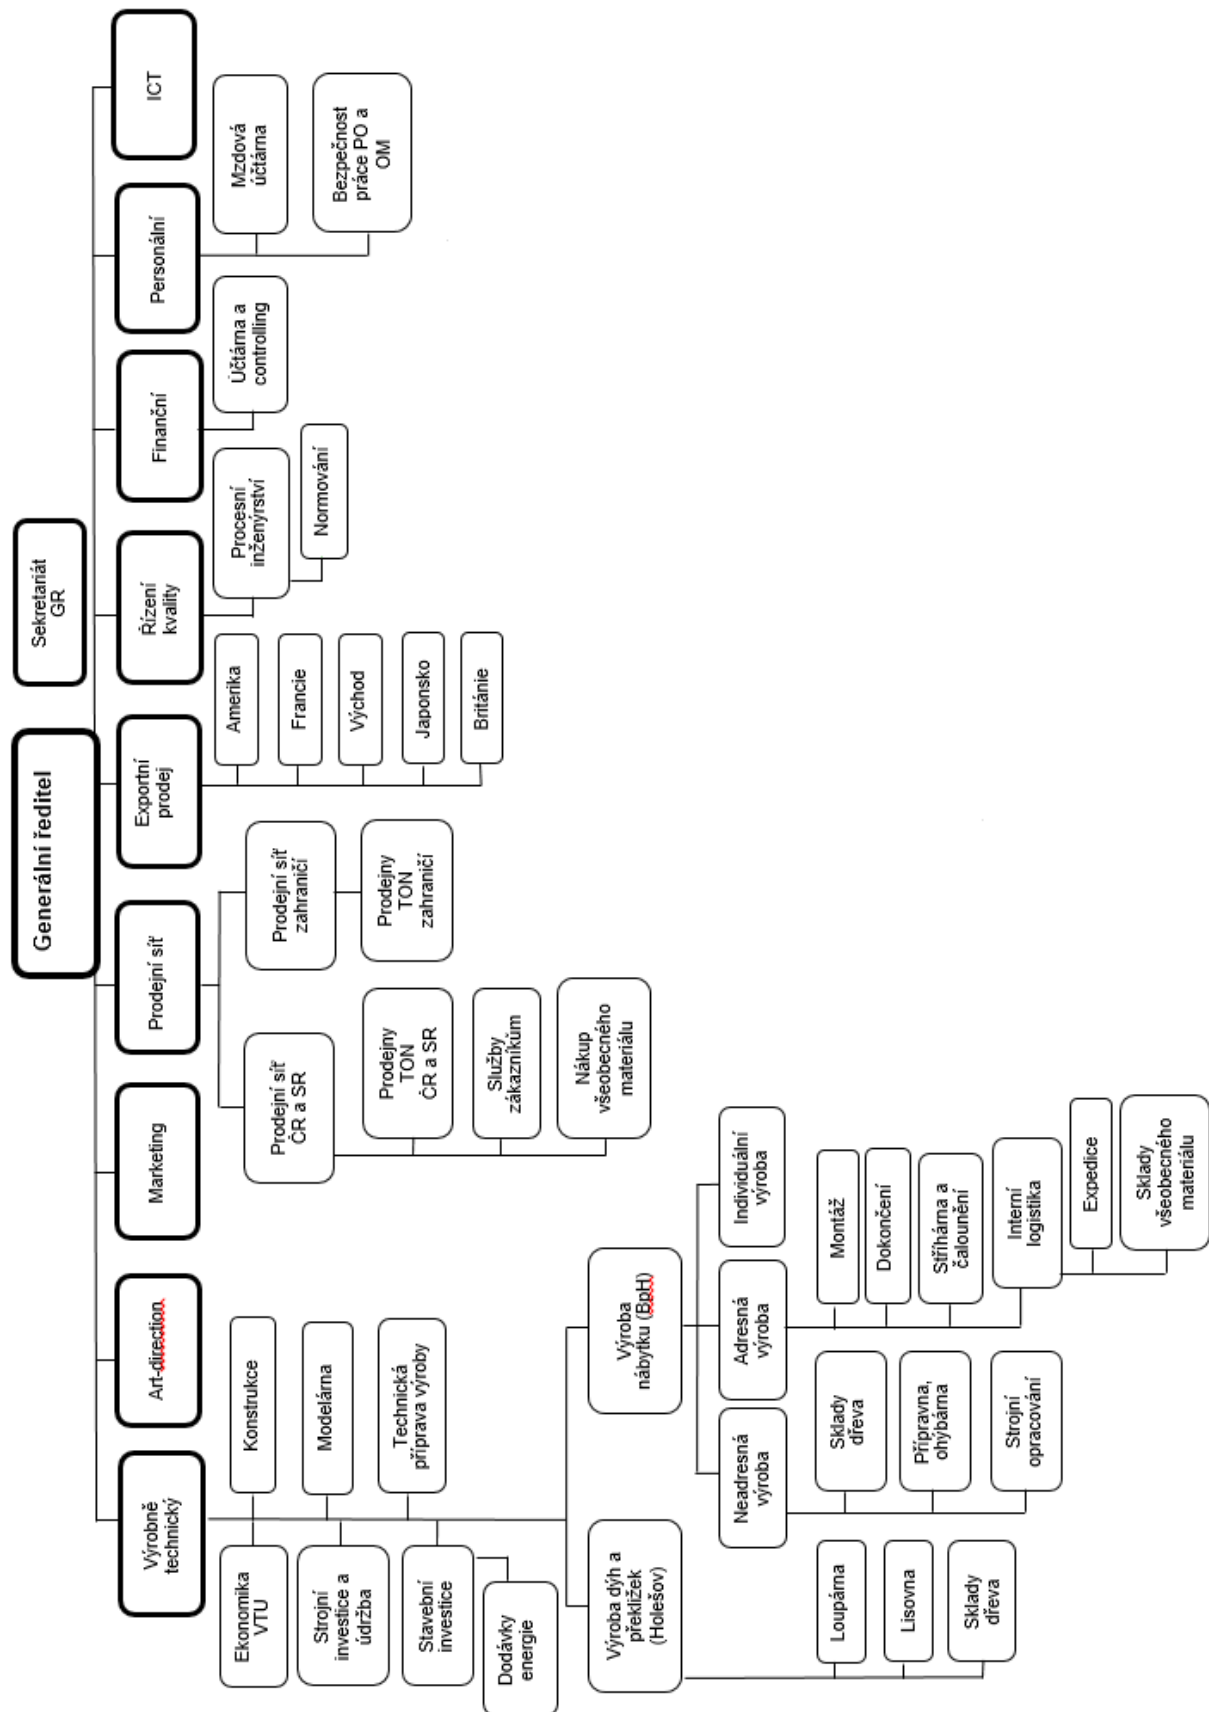 Generální ředitel
Sekretariát
GR
Výrobně
technický
Art-direction
Marketing
Prodejní síť
Exportní
prodej
Řízení
kvality
Finanční
Personální
ICT
Ekonomika
VTU
Konstrukce
Strojní
investice a
údržba
Modelárna
Stavební
investice
Technická
příprava výroby
Dodávky
energie
Výroba dýh a
překližek
(Holešov)
Loupárna
Lisovna
Sklady
dřeva
Výroba
nábytku (BpH)
Neadresná
výroba
Sklady
dřeva
Přípravna,
ohýbárna
Strojní
opracování
Adresná
výroba
Montáž
Dokončení
Stříhárna a
čalounění
Interní
logistika
Expedice
Sklady
všeobecného
materiálu
Individuální
výroba
Prodejní síť
ČR a SR
Prodejny
TON
ČR a SR
Služby
zákazníkům
Nákup
všeobecného
materiálu
Prodejní síť
zahraničí
Prodejny
TON
zahraničí
Amerika
Francie
Východ
Japonsko
Británie
Procesní
inženýrství
Normování
Účtárna a
controlling
Mzdová
účtárna
Bezpečnost
práce PO a
OM